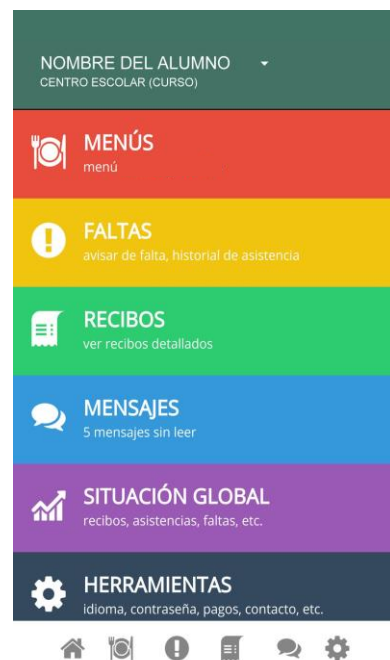 NOMBRE DEL ALUMNO
CENTRO ESCOLAR (CURSO)
MENÚS
menú
FALTAS
avisar de falta, historial de asistencia
RECIBOS
ver recibos detallados
MENSAJES
5 mensajes sin leer
SITUACIÓN GLOBAL
recibos, asistencias, faltas, etc.
HERRAMIENTAS
idioma, contraseña, pagos, contacto, etc.